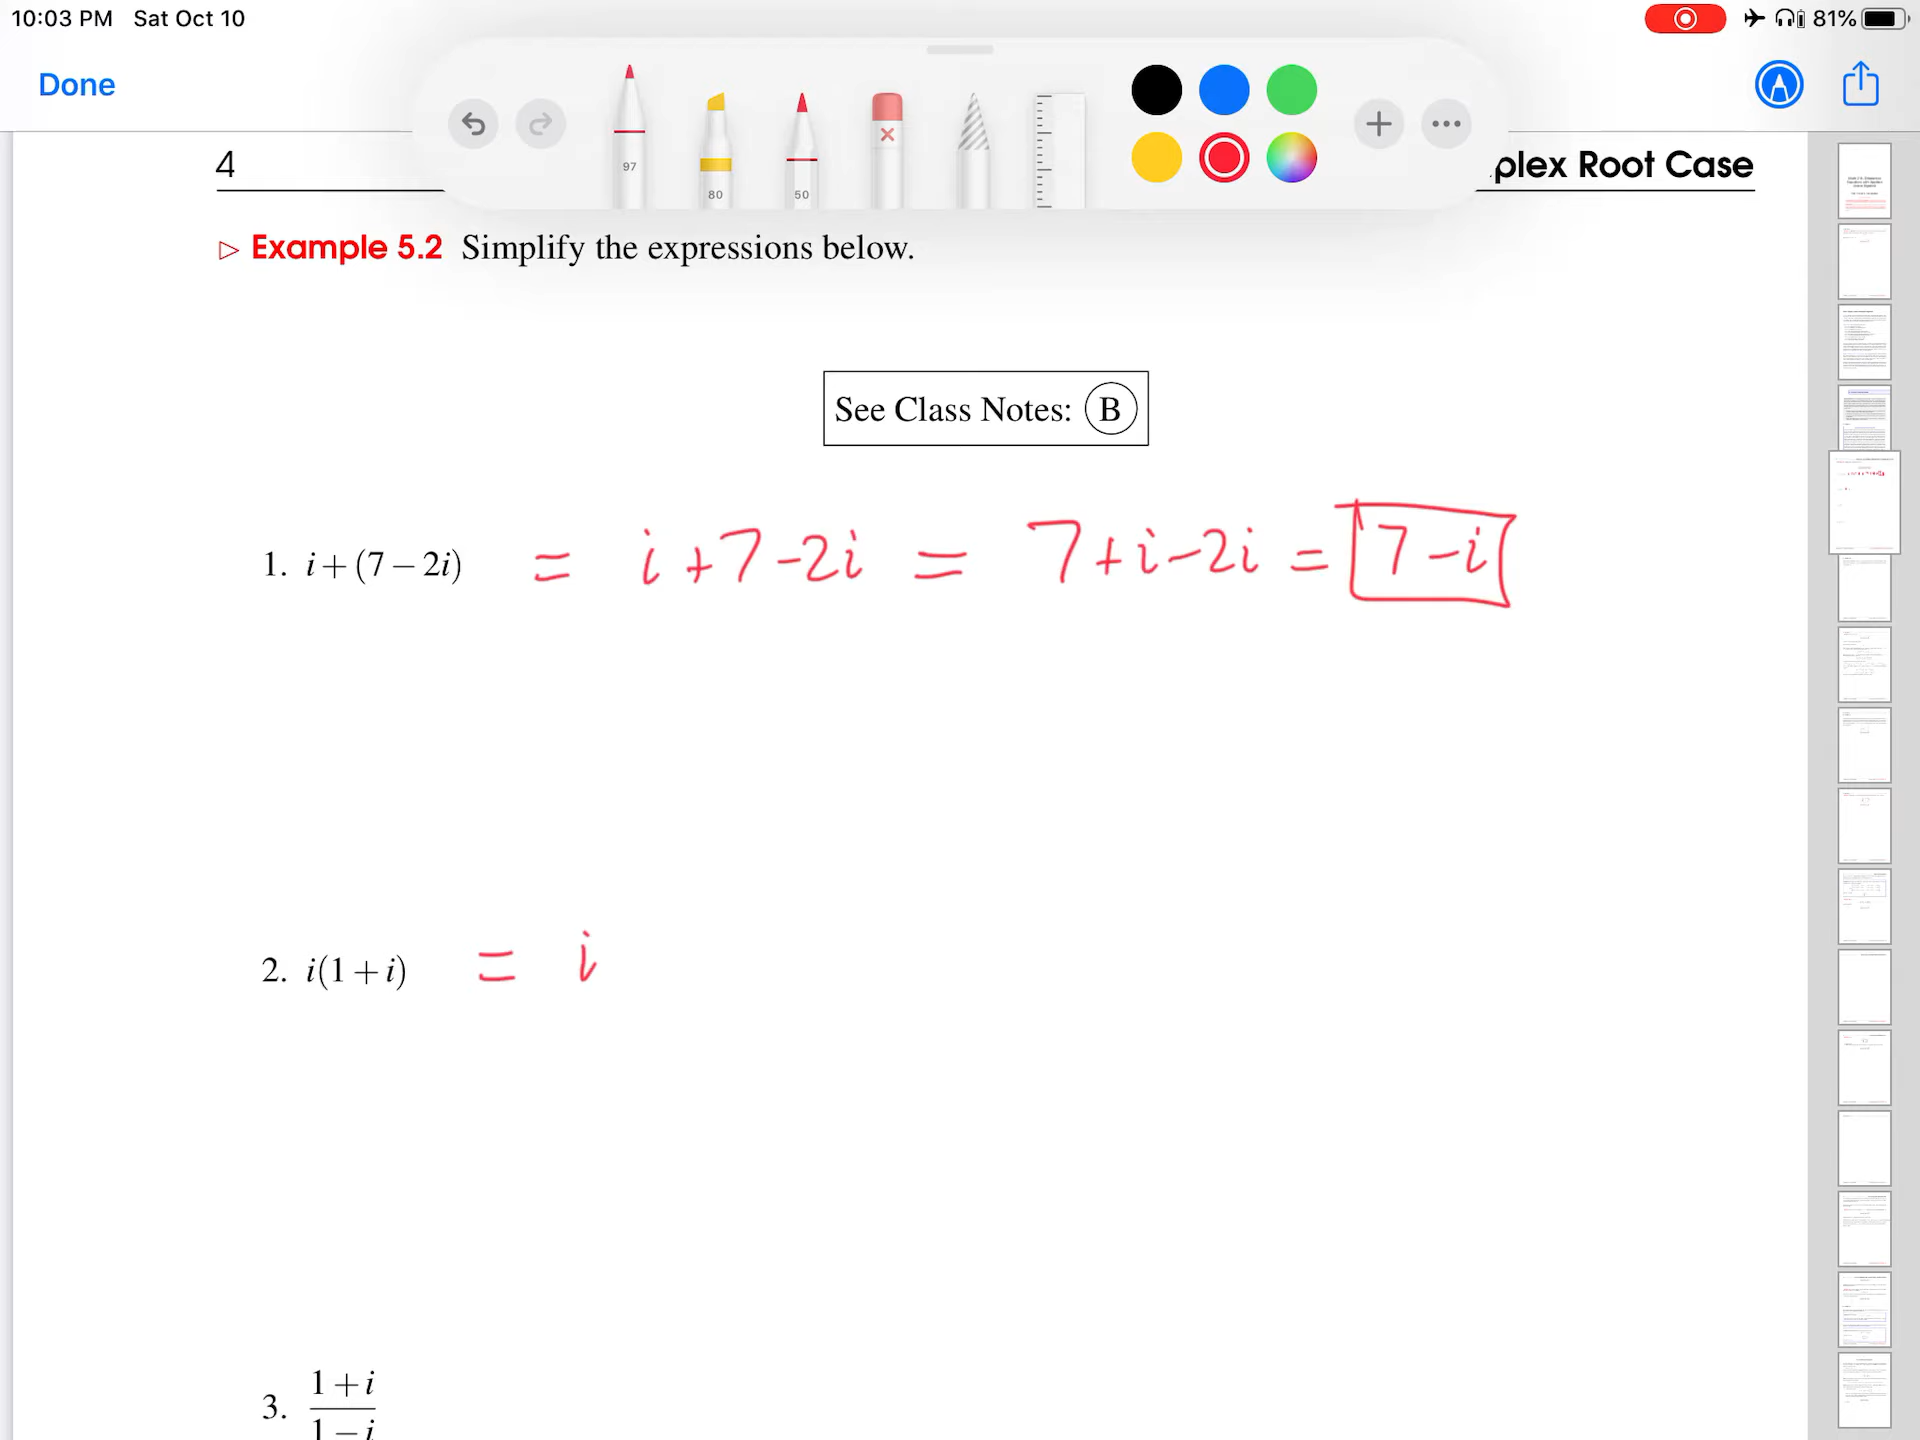 10:03 PM Sat Oct 10 81%
Done
97 80 50
4 plex Root Case
▷ Example 5.2 Simplify the expressions below.
See Class Notes: Ⓑ
1. i + (7 − 2i) = i + 7 - 2i = 7 + i - 2i = 7 - i
2. i(1 + i) = i
3. 1 + i
1 − i